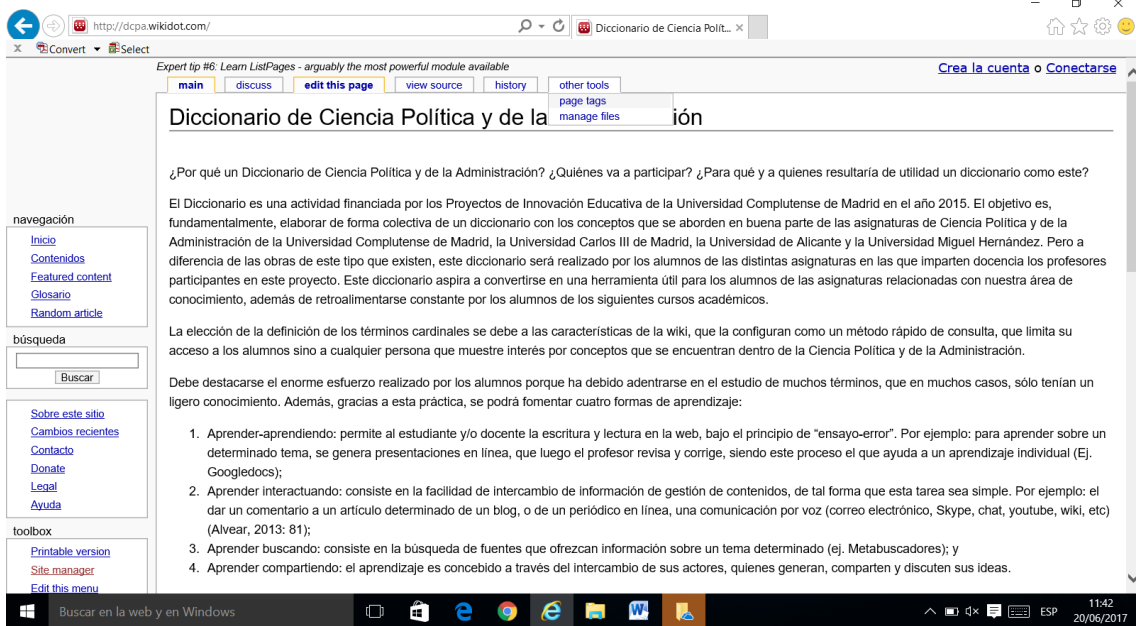 http://dcpa.wikidot.com/
Diccionario de Ciencia Polít...
x Convert Select
Expert tip #6: Learn ListPages - arguably the most powerful module available
Crea la cuenta o Conectarse
main discuss edit this page view source history other tools
page tags
manage files
Diccionario de Ciencia Política y de la ión
¿Por qué un Diccionario de Ciencia Política y de la Administración? ¿Quiénes va a participar? ¿Para qué y a quienes resultaría de utilidad un diccionario como este?
El Diccionario es una actividad financiada por los Proyectos de Innovación Educativa de la Universidad Complutense de Madrid en el año 2015. El objetivo es,
fundamentalmente, elaborar de forma colectiva de un diccionario con los conceptos que se aborden en buena parte de las asignaturas de Ciencia Política y de la
Administración de la Universidad Complutense de Madrid, la Universidad Carlos III de Madrid, la Universidad de Alicante y la Universidad Miguel Hernández. Pero a
diferencia de las obras de este tipo que existen, este diccionario será realizado por los alumnos de las distintas asignaturas en las que imparten docencia los profesores
participantes en este proyecto. Este diccionario aspira a convertirse en una herramienta útil para los alumnos de las asignaturas relacionadas con nuestra área de
conocimiento, además de retroalimentarse constante por los alumnos de los siguientes cursos académicos.
La elección de la definición de los términos cardinales se debe a las características de la wiki, que la configuran como un método rápido de consulta, que limita su
acceso a los alumnos sino a cualquier persona que muestre interés por conceptos que se encuentran dentro de la Ciencia Política y de la Administración.
Debe destacarse el enorme esfuerzo realizado por los alumnos porque ha debido adentrarse en el estudio de muchos términos, que en muchos casos, sólo tenían un
ligero conocimiento. Además, gracias a esta práctica, se podrá fomentar cuatro formas de aprendizaje:
1. Aprender-aprendiendo: permite al estudiante y/o docente la escritura y lectura en la web, bajo el principio de “ensayo-error”. Por ejemplo: para aprender sobre un
determinado tema, se genera presentaciones en línea, que luego el profesor revisa y corrige, siendo este proceso el que ayuda a un aprendizaje individual (Ej.
Googledocs);
2. Aprender interactuando: consiste en la facilidad de intercambio de información de gestión de contenidos, de tal forma que esta tarea sea simple. Por ejemplo: el
dar un comentario a un artículo determinado de un blog, o de un periódico en línea, una comunicación por voz (correo electrónico, Skype, chat, youtube, wiki, etc)
(Alvear, 2013: 81);
3. Aprender buscando: consiste en la búsqueda de fuentes que ofrezcan información sobre un tema determinado (ej. Metabuscadores); y
4. Aprender compartiendo: el aprendizaje es concebido a través del intercambio de sus actores, quienes generan, comparten y discuten sus ideas.
navegación
Inicio
Contenidos
Featured content
Glosario
Random article
búsqueda
Buscar
Sobre este sitio
Cambios recientes
Contacto
Donate
Legal
Ayuda
toolbox
Printable version
Site manager
Edit this menu
Buscar en la web y en Windows
ESP
11:42
20/06/2017